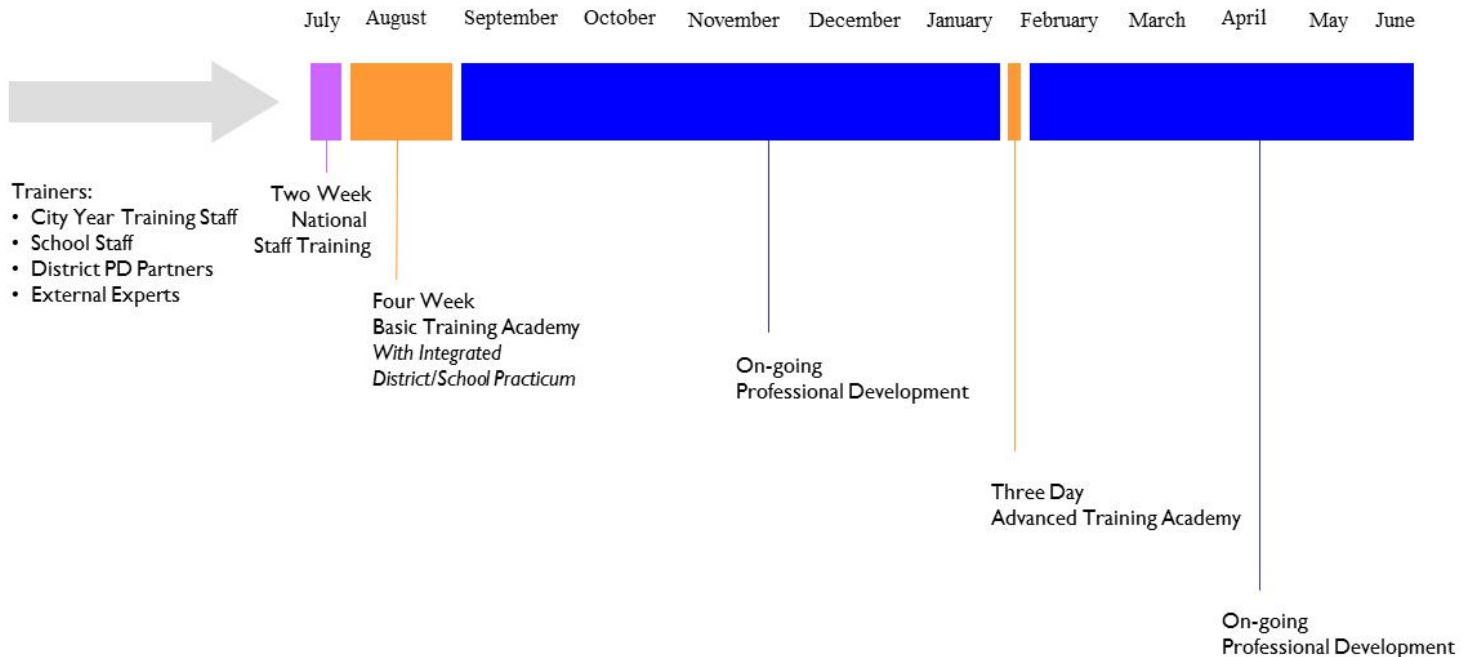 July August September October November December January February March April May June
Trainers:
• City Year Training Staff
• School Staff
• District PD Partners
• External Experts
Two Week
National
Staff Training
Four Week
Basic Training Academy
With Integrated
District/School Practicum
On-going
Professional Development
Three Day
Advanced Training Academy
On-going
Professional Development